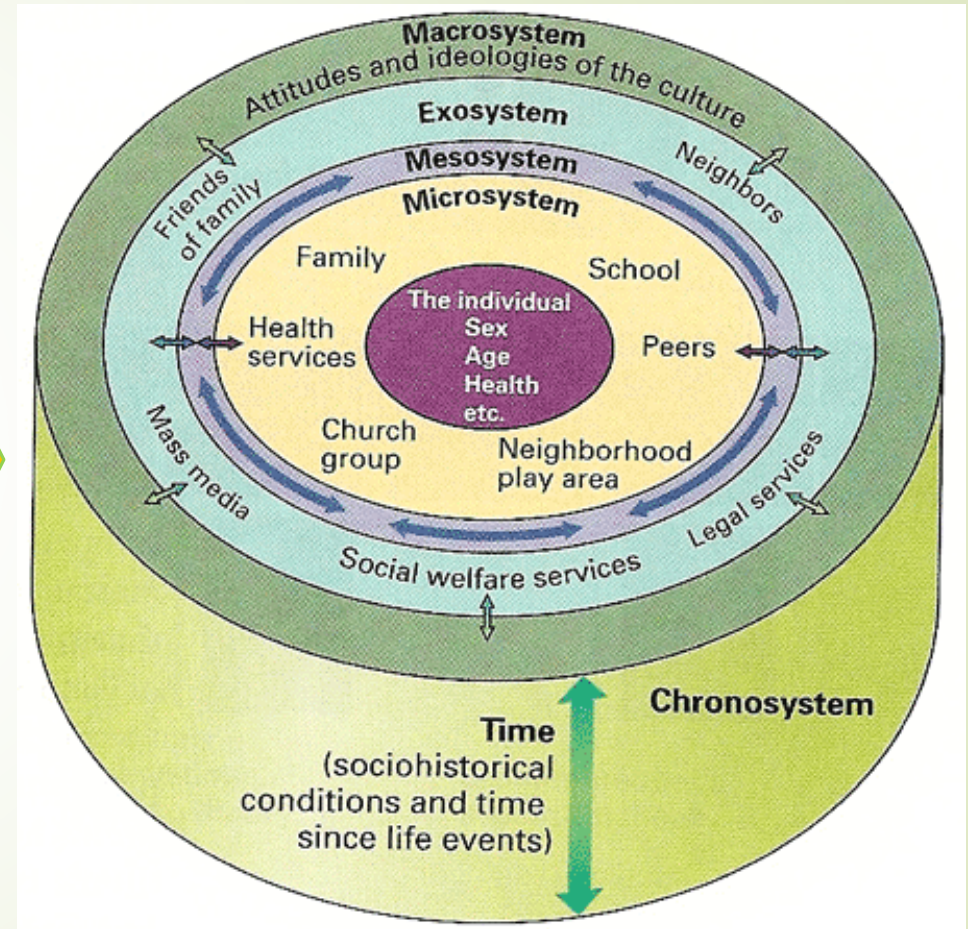 Macrosystem
Attitudes and ideologies of the culture
Exosystem
Mesosystem
Microsystem
Friends
of family
Neighbors
Family
School
The individual
Sex
Age
Health
etc.
Health
services
Peers
Church
group
Neighborhood
play area
Mass media
Legal services
Social welfare services
Chronosystem
Time
(sociohistorical
conditions and time
since life events)